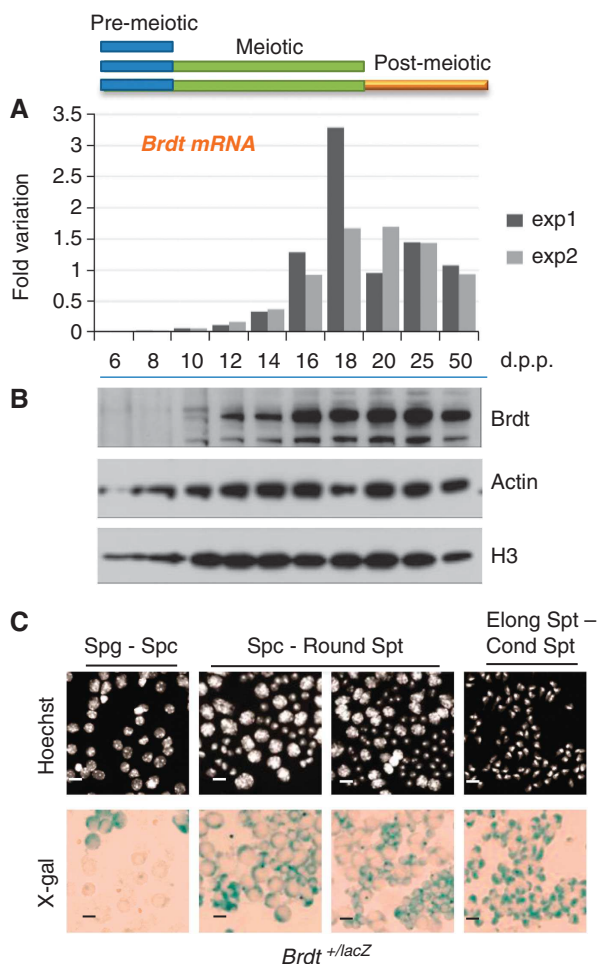 Pre-meiotic
Meiotic
Post-meiotic
A
3.5
3
2.5
2
1.5
1
0.5
0
Fold variation
Brdt mRNA
exp1
exp2
6 8 10 12 14 16 18 20 25 50 d.p.p.
B
Brdt
Actin
H3
C
Spg - Spc
Spc - Round Spt
Elong Spt –
Cond Spt
Hoechst
X-gal
Brdt +/lacZ